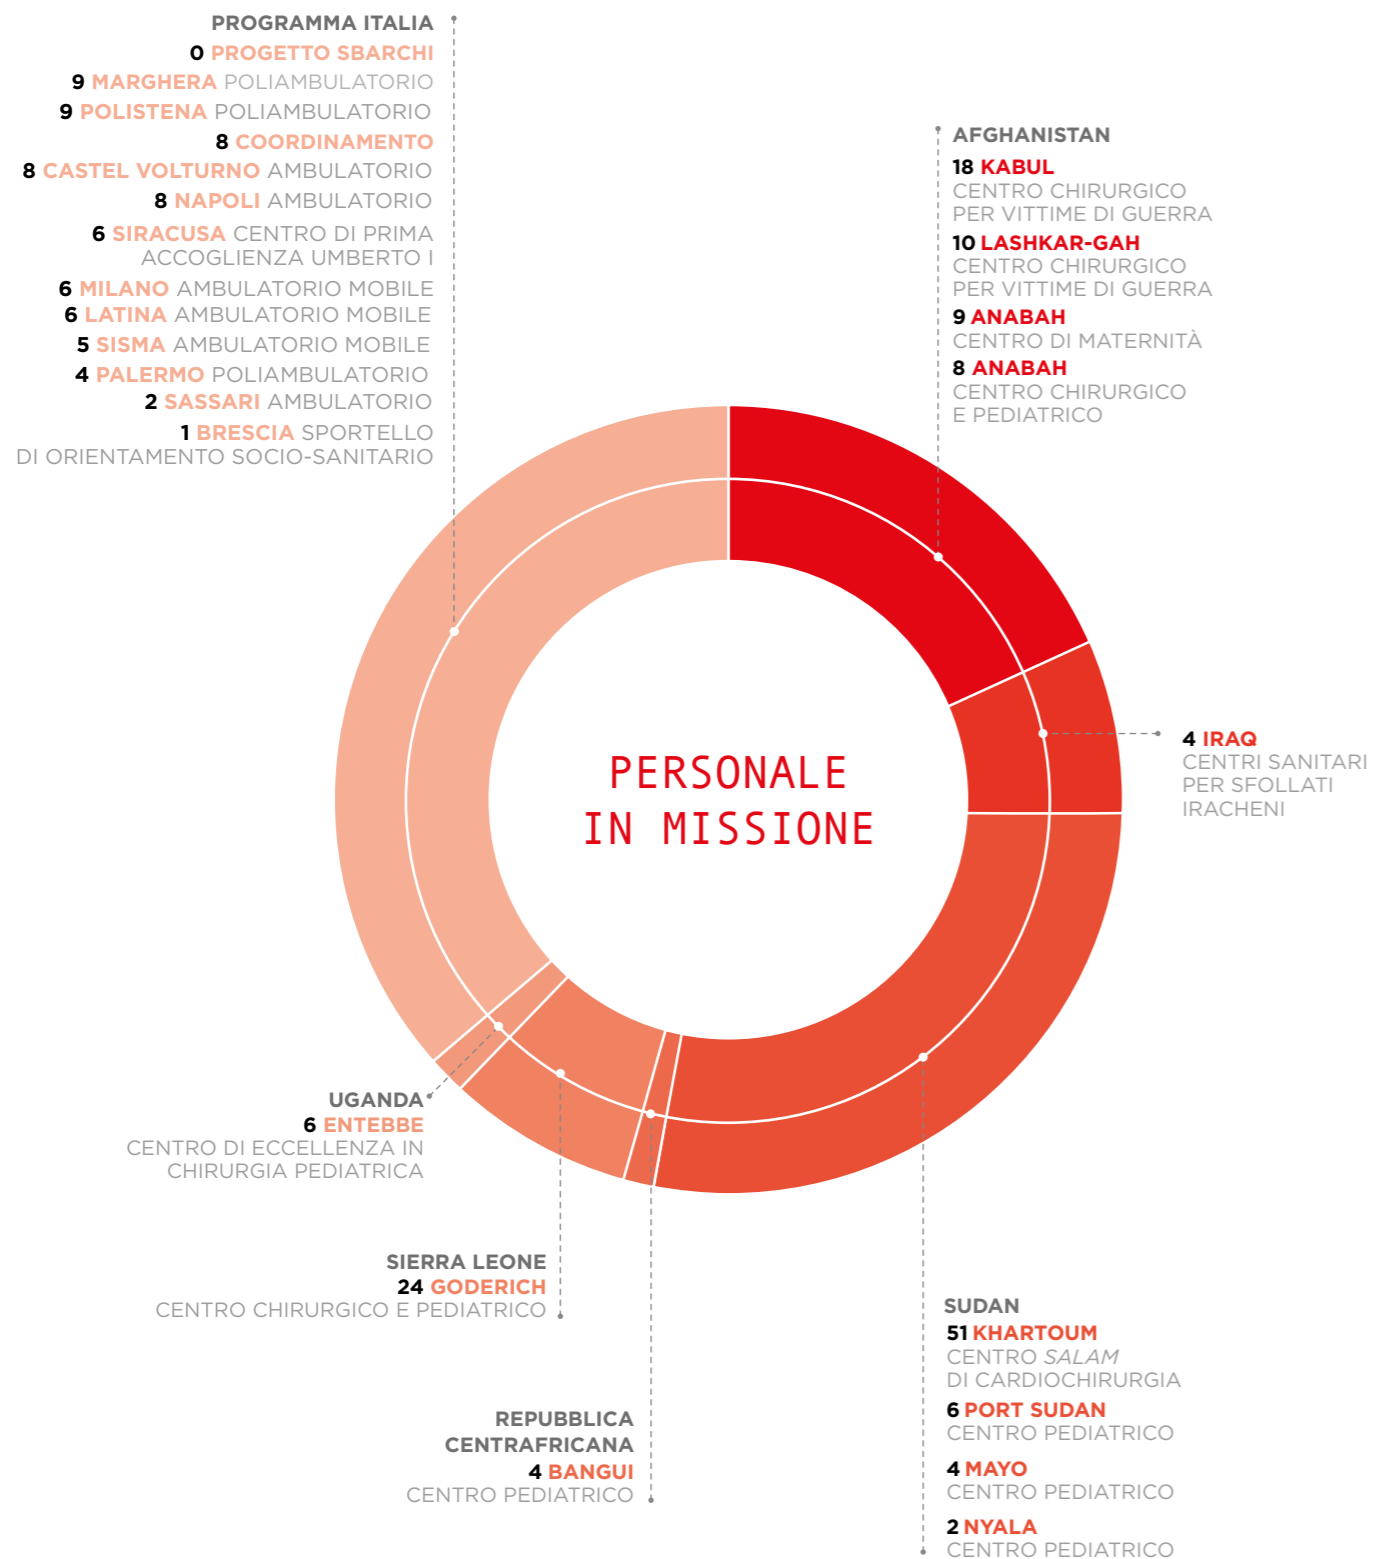 PROGRAMMA ITALIA
0 PROGETTO SBARCHI
9 MARGHERA POLIAMBULATORIO
9 POLISTENA POLIAMBULATORIO
8 COORDINAMENTO
8 CASTEL VOLTURNO AMBULATORIO
8 NAPOLI AMBULATORIO
6 SIRACUSA CENTRO DI PRIMA
ACCOGLIENZA UMBERTO I
6 MILANO AMBULATORIO MOBILE
6 LATINA AMBULATORIO MOBILE
5 SISMA AMBULATORIO MOBILE
4 PALERMO POLIAMBULATORIO
2 SASSARI AMBULATORIO
1 BRESCIA SPORTELLO
DI ORIENTAMENTO SOCIO-SANITARIO
AFGHANISTAN
18 KABUL
CENTRO CHIRURGICO
PER VITTIME DI GUERRA
10 LASHKAR-GAH
CENTRO CHIRURGICO
PER VITTIME DI GUERRA
9 ANABAH
CENTRO DI MATERNITÀ
8 ANABAH
CENTRO CHIRURGICO
E PEDIATRICO
PERSONALE
IN MISSIONE
4 IRAQ
CENTRI SANITARI
PER SFOLLATI
IRACHENI
UGANDA
6 ENTEBBE
CENTRO DI ECCELLENZA IN
CHIRURGIA PEDIATRICA
SIERRA LEONE
24 GODERICH
CENTRO CHIRURGICO E PEDIATRICO
REPUBBLICA
CENTRAFRICANA
4 BANGUI
CENTRO PEDIATRICO
SUDAN
51 KHARTOUM
CENTRO SALAM
DI CARDIOCHIRURGIA
6 PORT SUDAN
CENTRO PEDIATRICO
4 MAYO
CENTRO PEDIATRICO
2 NYALA
CENTRO PEDIATRICO